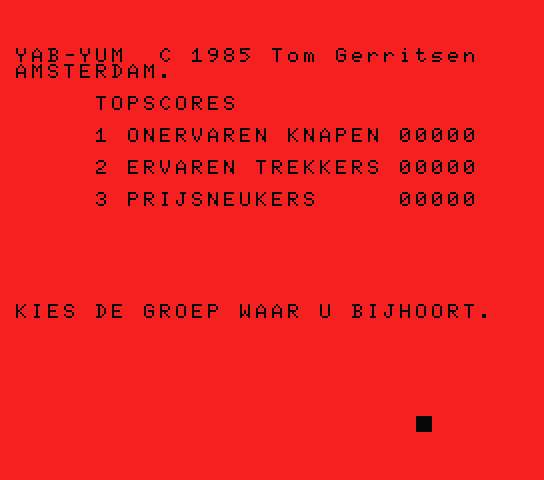 YAB-YUM C 1985 Tom Gerritsen
AMSTERDAM.
TOPSCORES
1 ONERVAREN KNAPEN 00000
2 ERVAREN TREKKERS 00000
3 PRIJSNEUKERS 00000
KIES DE GROEP WAAR U BIJHOORT.